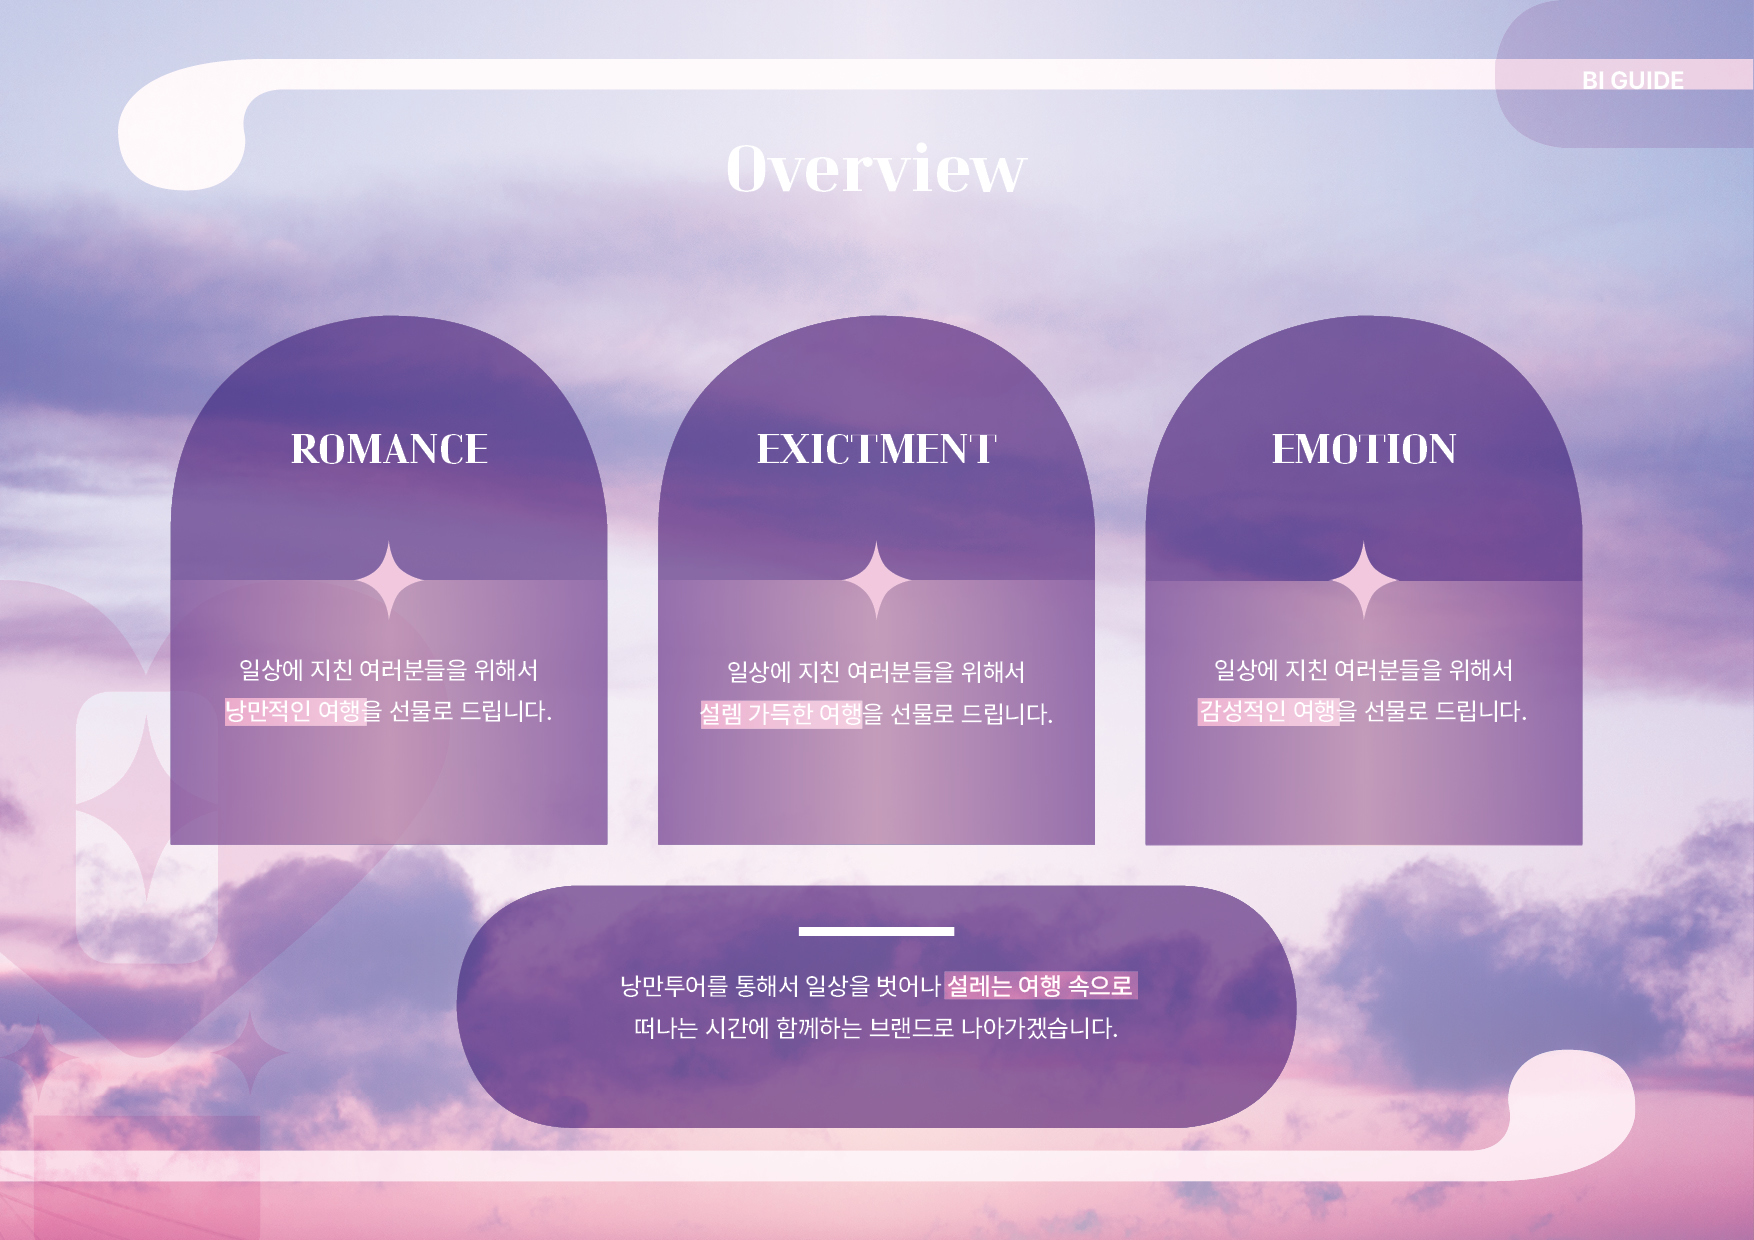 BI GUIDE
Overview
ROMANCE
일상에 지친 여러분들을 위해서
낭만적인 여행을 선물로 드립니다.
EXICTMENT
일상에 지친 여러분들을 위해서
설렘 가득한 여행을 선물로 드립니다.
EMOTION
일상에 지친 여러분들을 위해서
감성적인 여행을 선물로 드립니다.
낭만투어를 통해서 일상을 벗어나 설레는 여행 속으로
떠나는 시간에 함께하는 브랜드로 나아가겠습니다.